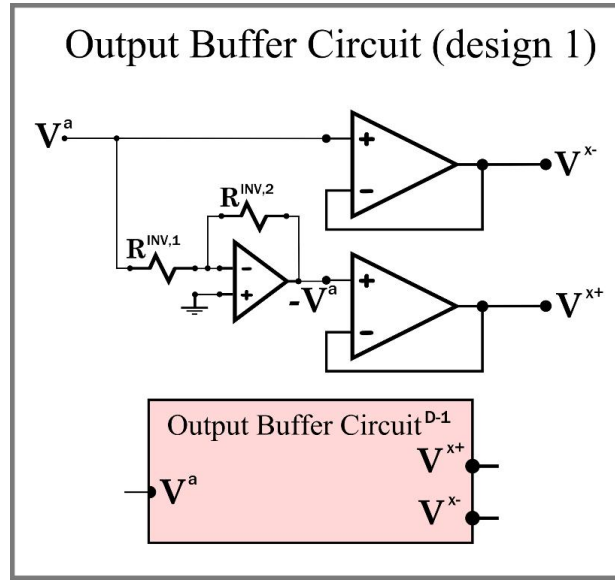 Output Buffer Circuit (design 1)
V^a
+
−
V^x-
R^INV,2
R^INV,1
−
+
-V^a
+
−
V^x+
Output Buffer Circuit^D-1
V^x+
V^a
V^x-